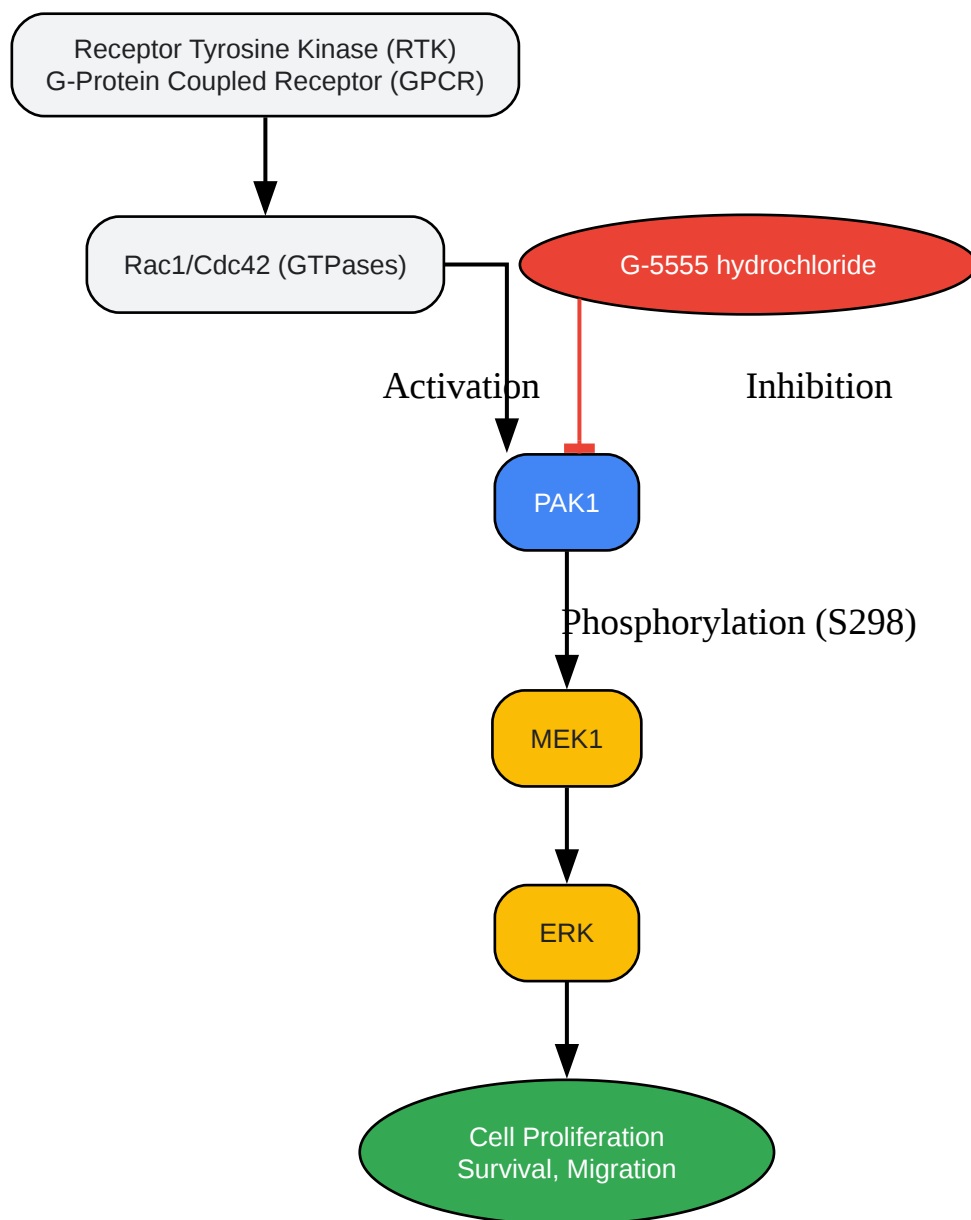 Receptor Tyrosine Kinase (RTK)
G-Protein Coupled Receptor (GPCR)
Rac1/Cdc42 (GTPases)
G-5555 hydrochloride
Activation
Inhibition
PAK1
Phosphorylation (S298)
MEK1
ERK
Cell Proliferation
Survival, Migration